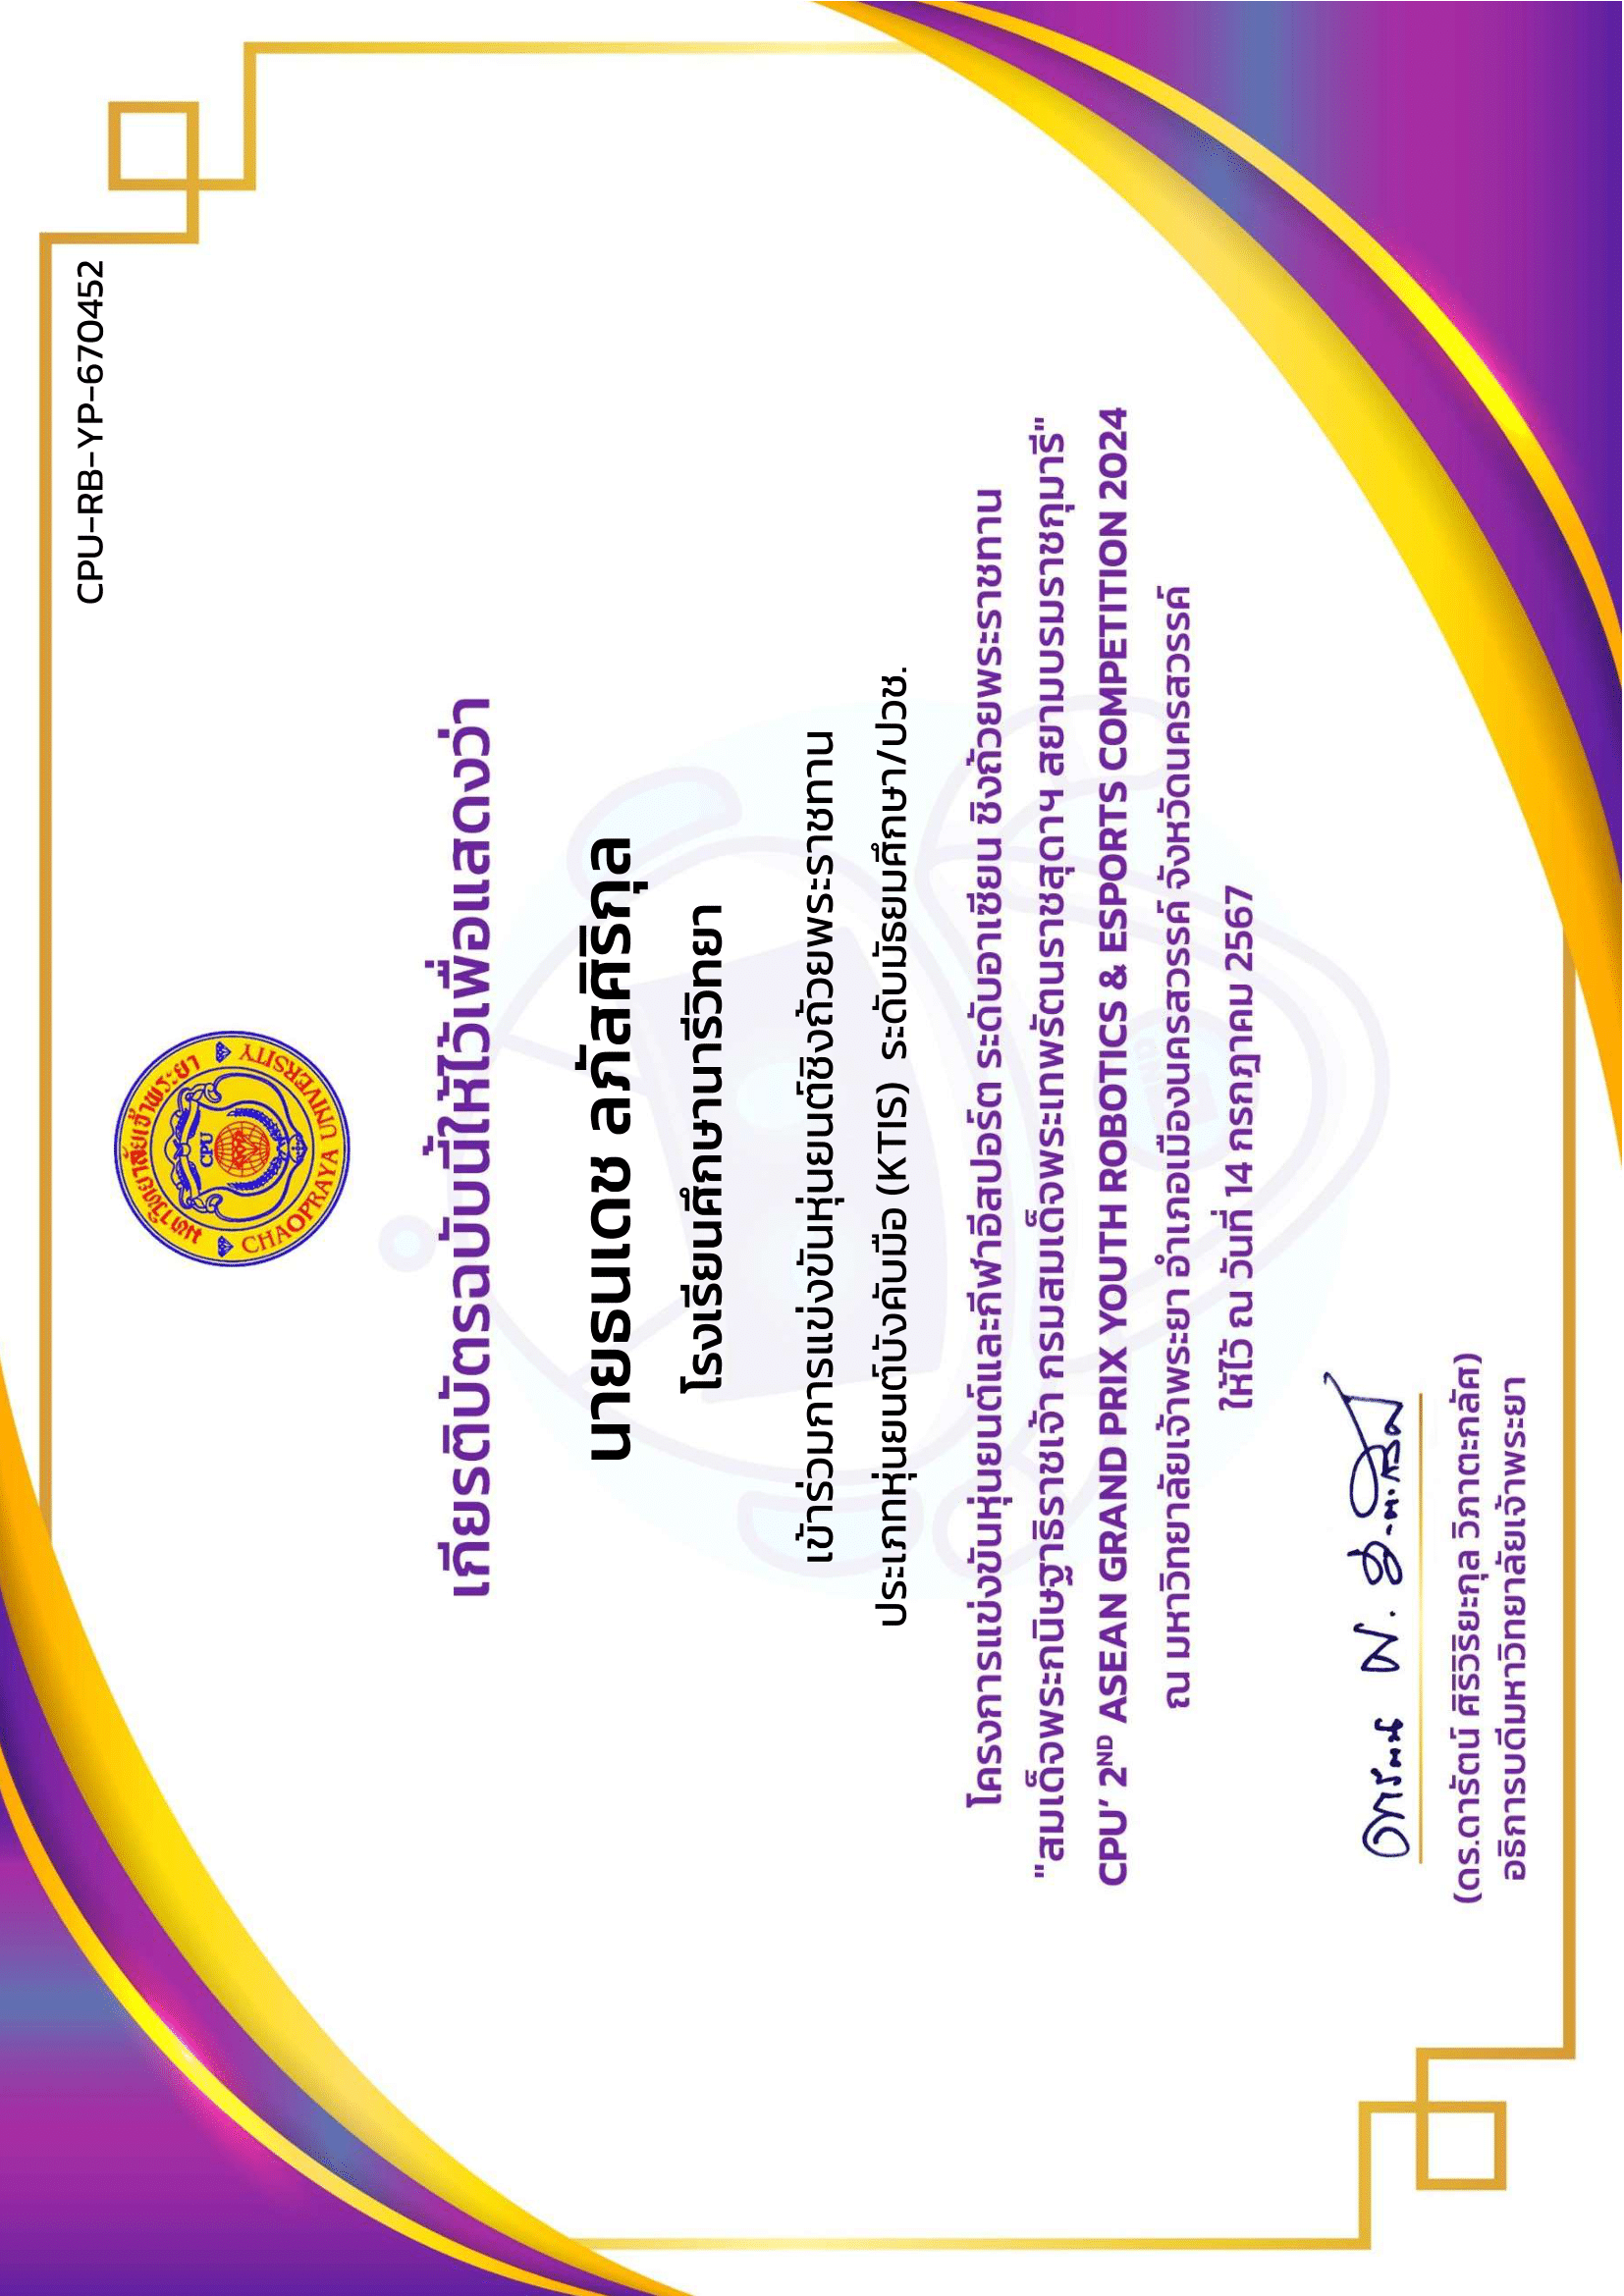 CPU-RB-YP-670452
มหาวิทยาลัยเจ้าพระยา
CPU
CHAOPRAYA UNIVERSITY
เกียรติบัตรฉบับนี้ให้ไว้เพื่อแสดงว่า
นายธนเดช ลภัสศิริกุล
โรงเรียนศึกษานารีวิทยา
เข้าร่วมการแข่งขันหุ่นยนต์ชิงถ้วยพระราชทาน
ประเภทหุ่นยนต์บังคับมือ (KTIS) ระดับมัธยมศึกษา/ปวช.
โครงการแข่งขันหุ่นยนต์และกีฬาอีสปอร์ต ระดับอาเซียน ชิงถ้วยพระราชทาน
"สมเด็จพระกนิษฐาธิราชเจ้า กรมสมเด็จพระเทพรัตนราชสุดาฯ สยามบรมราชกุมารี"
CPU' 2ND ASEAN GRAND PRIX YOUTH ROBOTICS & ESPORTS COMPETITION 2024
ณ มหาวิทยาลัยเจ้าพระยา อำเภอเมืองนครสวรรค์ จังหวัดนครสวรรค์
ให้ไว้ ณ วันที่ 14 กรกฎาคม 2567
(ดร.ดารัตน์ ศิริวิริยะกุล วิภาตะกลัศ)
อธิการบดีมหาวิทยาลัยเจ้าพระยา